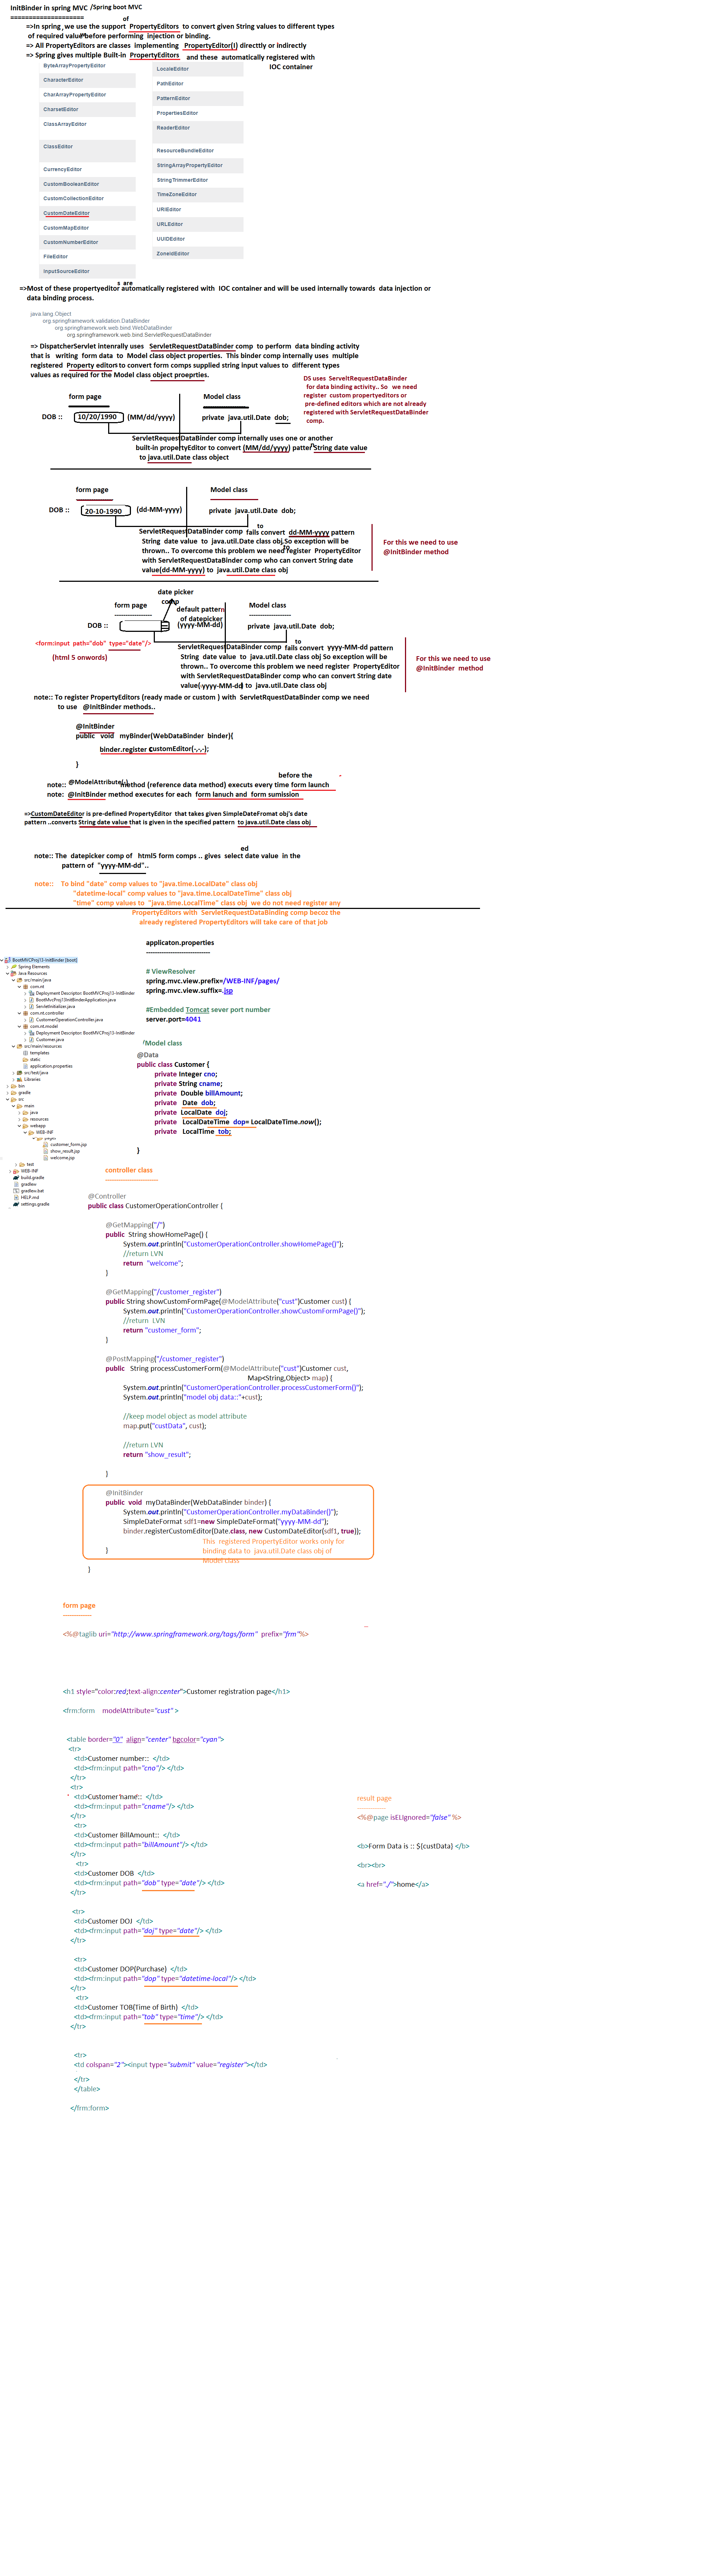 InitBinder in spring MVC /Spring boot MVC
====================
of
=>In spring ,we use the support PropertyEditors to convert given String values to different types
of required value before performing injection or binding.
=> All PropertyEditors are classes implementing PropertyEditor(I) directtly or indirectly
=> Spring gives multiple Built-in PropertyEditors and these automatically registered with
IOC container
ByteArrayPropertyEditor
CharacterEditor
CharArrayPropertyEditor
CharsetEditor
ClassArrayEditor
ClassEditor
CurrencyEditor
CustomBooleanEditor
CustomCollectionEditor
CustomDateEditor
CustomMapEditor
CustomNumberEditor
FileEditor
InputSourceEditor
LocaleEditor
PathEditor
PatternEditor
PropertiesEditor
ReaderEditor
ResourceBundleEditor
StringArrayPropertyEditor
StringTrimmerEditor
TimeZoneEditor
URIEditor
URLEditor
UUIDEditor
ZoneIdEditor
s are
=>Most of these propertyeditor automatically registered with IOC container and will be used internally towards data injection or
data binding process.
java.lang.Object
org.springframework.validation.DataBinder
org.springframework.web.bind.WebDataBinder
org.springframework.web.bind.ServletRequestDataBinder
=> DispatcherServlet intenrally uses ServletRequestDataBinder comp to perform data binding activity
that is writing form data to Model class object properties. This binder comp internally uses multiple
registered Property editors to convert form comps supplied string input values to different types
values as required for the Model class object propeprties.
DS uses ServeltRequestDataBinder
for data binding activity.. So we need
register custom propertyeditors or
pre-defined editors which are not already
registered with ServletRequestDataBinder
comp.
form page
Model class
DOB :: 10/20/1990 (MM/dd/yyyy) private java.util.Date dob;
ServletRequestDataBinder comp internally uses one or another
built-in propertyEditor to convert (MM/dd/yyyy) pattern String date value
to java.util.Date class object
form page
Model class
DOB :: 20-10-1990 (dd-MM-yyyy) private java.util.Date dob;
ServletRequestDataBinder comp to fails convert dd-MM-yyyy pattern
String date value to java.util.Date class obj.So exception will be
thrown.. To overcome this problem we need to register PropertyEditor
with ServletRequestDataBinder comp who can convert String date
value(dd-MM-yyyy) to java.util.Date class obj
For this we need to use
@InitBinder method
date picker
comp
form page
default pattern
of datepicker
Model class
-----------------
-------------------
DOB :: (yyyy-MM-dd) private java.util.Date dob;
<form:input path="dob" type="date"/>
(html 5 onwords)
ServletRequestDataBinder comp to fails convert yyyy-MM-dd pattern
String date value to java.util.Date class obj So exception will be
thrown.. To overcome this problem we need register PropertyEditor
with ServletRequestDataBinder comp who can convert String date
value(-yyyy-MM-dd) to java.util.Date class obj
For this we need to use
@InitBinder method
note:: To register PropertyEditors (ready made or custom ) with ServletRquestDataBinder comp we need
to use @InitBinder methods..
@InitBinder
public void myBinder(WebDataBinder binder){
binder.register CustomEditor(-,-,-);
}
before the
note:: @ModelAttribute(-) method (reference data method) executs every time form launch
note: @InitBinder method executes for each form lanuch and form sumission
=>CustomDateEditor is pre-defined PropertyEditor that takes given SimpleDateFromat obj's date
pattern ..converts String date value that is given in the specified pattern to java.util.Date class obj
ed
note:: The datepicker comp of html5 form comps .. gives select date value in the
pattern of "yyyy-MM-dd"..
note:: To bind "date" comp values to "java.time.LocalDate" class obj
"datetime-local" comp values to "java.time.LocalDateTime" class obj
"time" comp values to "java.time.LocalTime" class obj we do not need register any
PropertyEditors with ServletRequestDataBinding comp becoz the
already registered PropertyEditors will take care of that job
applicaton.properties
----------------------------
# ViewResolver
spring.mvc.view.prefix=/WEB-INF/pages/
spring.mvc.view.suffix=.jsp
#Embedded Tomcat sever port number
server.port=4041
BootMVCProj13-InitBinder [boot]
Spring Elements
Java Resources
src/main/java
com.nt
Deployment Descriptor: BootMVCProj13-InitBinder
BootMvcProj13InitBinderApplication.java
ServletInitializer.java
com.nt.controller
CustomerOperationController.java
com.nt.model
Deployment Descriptor: BootMVCProj13-InitBinder
Customer.java
src/main/resources
templates
static
application.properties
src/test/java
Libraries
bin
gradle
src
main
java
resources
webapp
WEB-INF
pages
customer_form.jsp
show_result.jsp
welcome.jsp
test
WEB-INF
build.gradle
gradlew
gradlew.bat
HELP.md
settings.gradle
/Model class
@Data
public class Customer {
private Integer cno;
private String cname;
private Double billAmount;
private Date dob;
private LocalDate doj;
private LocalDateTime dop= LocalDateTime.now();
private LocalTime tob;
}
controller class
@Controller
public class CustomerOperationController {
@GetMapping("/")
public String showHomePage() {
System.out.println("CustomerOperationController.showHomePage()");
//return LVN
return "welcome";
}
@GetMapping("/customer_register")
public String showCustomFormPage(@ModelAttribute("cust")Customer cust) {
System.out.println("CustomerOperationController.showCustomFormPage()");
//return LVN
return "customer_form";
}
@PostMapping("/customer_register")
public String processCustomerForm(@ModelAttribute("cust")Customer cust,
Map<String,Object> map) {
System.out.println("CustomerOperationController.processCustomerForm()");
System.out.println("model obj data::"+cust);
//keep model object as model attribute
map.put("custData", cust);
//return LVN
return "show_result";
}
@InitBinder
public void myDataBinder(WebDataBinder binder) {
System.out.println("CustomerOperationController.myDataBinder()");
SimpleDateFormat sdf1=new SimpleDateFormat("yyyy-MM-dd");
binder.registerCustomEditor(Date.class, new CustomDateEditor(sdf1, true));
This registered PropertyEditor works only for
} binding data to java.util.Date class obj of
Model class
}
form page
<%@taglib uri="http://www.springframework.org/tags/form" prefix="frm"%>
<h1 style="color:red;text-align:center">Customer registration page</h1>
<frm:form modelAttribute="cust" >
<table border="0" align="center" bgcolor="cyan">
<tr>
<td>Customer number:: </td>
<td><frm:input path="cno"/> </td>
</tr>
<tr>
<td>Customer name:: </td>
<td><frm:input path="cname"/> </td>
</tr>
<tr>
<td>Customer BillAmount:: </td>
<td><frm:input path="billAmount"/> </td>
</tr>
<tr>
<td>Customer DOB </td>
<td><frm:input path="dob" type="date"/> </td>
</tr>
<tr>
<td>Customer DOJ </td>
<td><frm:input path="doj" type="date"/> </td>
</tr>
<tr>
<td>Customer DOP(Purchase) </td>
<td><frm:input path="dop" type="datetime-local"/> </td>
</tr>
<tr>
<td>Customer TOB(Time of Birth) </td>
<td><frm:input path="tob" type="time"/> </td>
</tr>
<tr>
<td colspan="2"><input type="submit" value="register"></td>
</tr>
</table>
</frm:form>
result page
<%@page isELIgnored="false" %>
<b>Form Data is :: ${custData} </b>
<br><br>
<a href="./">home</a>